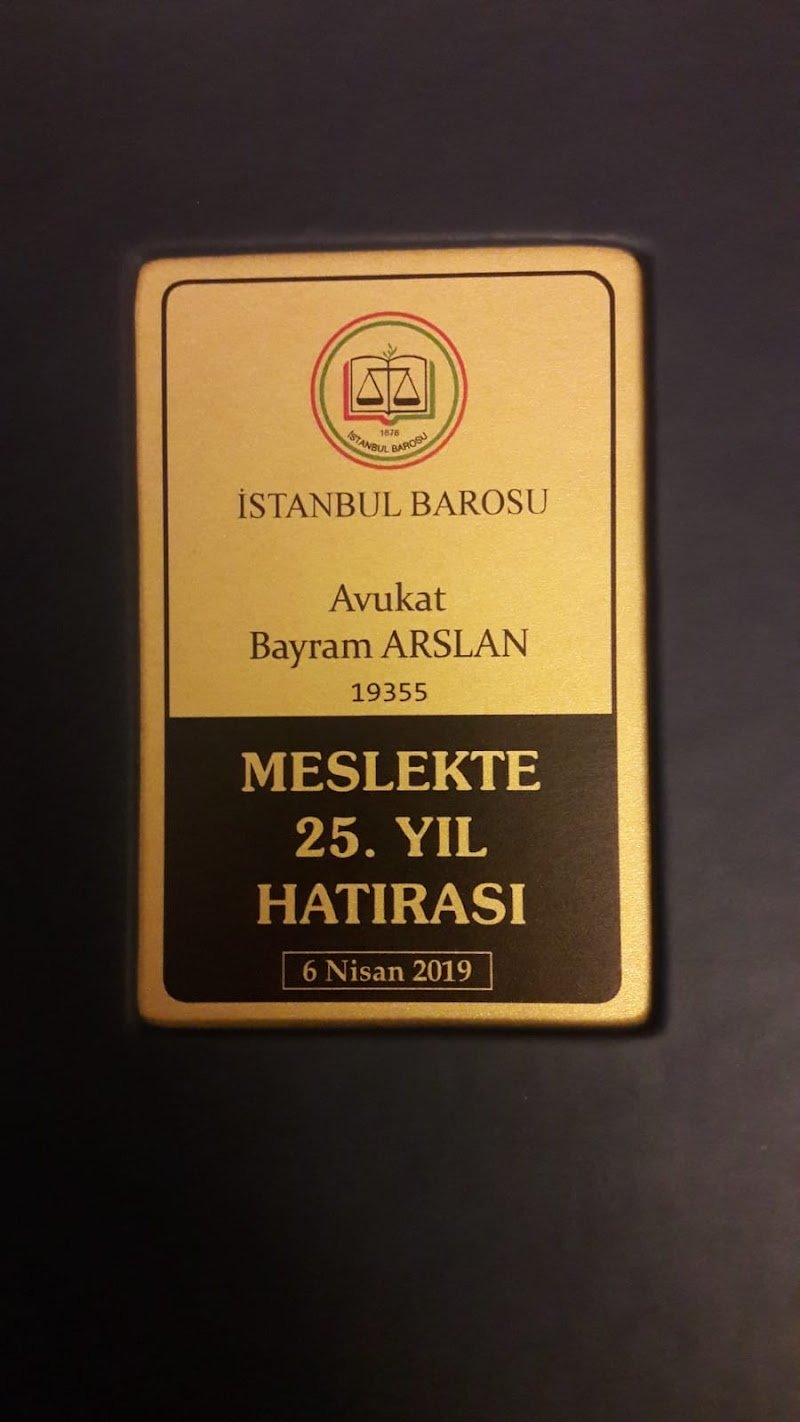 1878
İSTANBUL BAROSU
İSTANBUL BAROSU
Avukat
Bayram ARSLAN
19355
MESLEKTE
25. YIL
HATIRASI
6 Nisan 2019